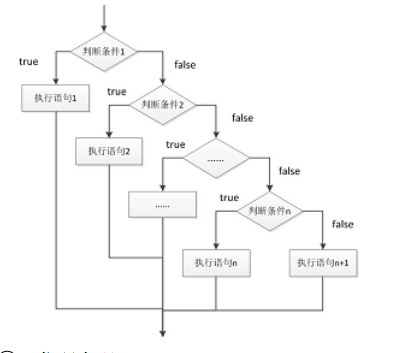 判断条件1
true
false
执行语句1
true
判断条件2
false
执行语句2
true
......
false
......
true
判断条件n
false
执行语句n
执行语句n+1